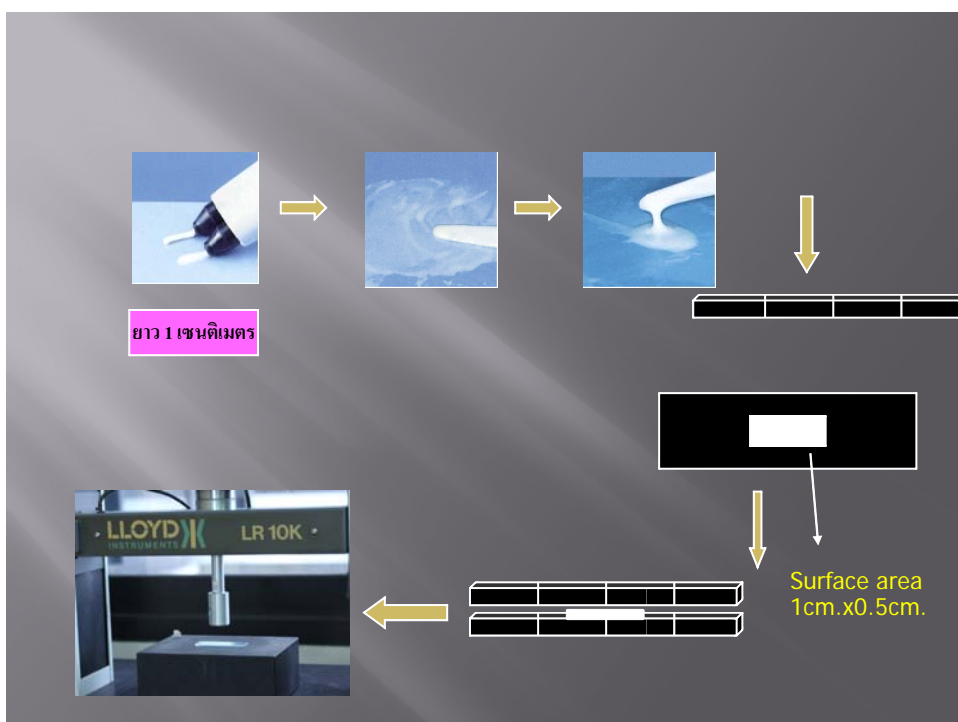 ยาว 1 เซนติเมตร
LLOYD
INSTRUMENTS
LR 10K
Surface area
1cm.x0.5cm.